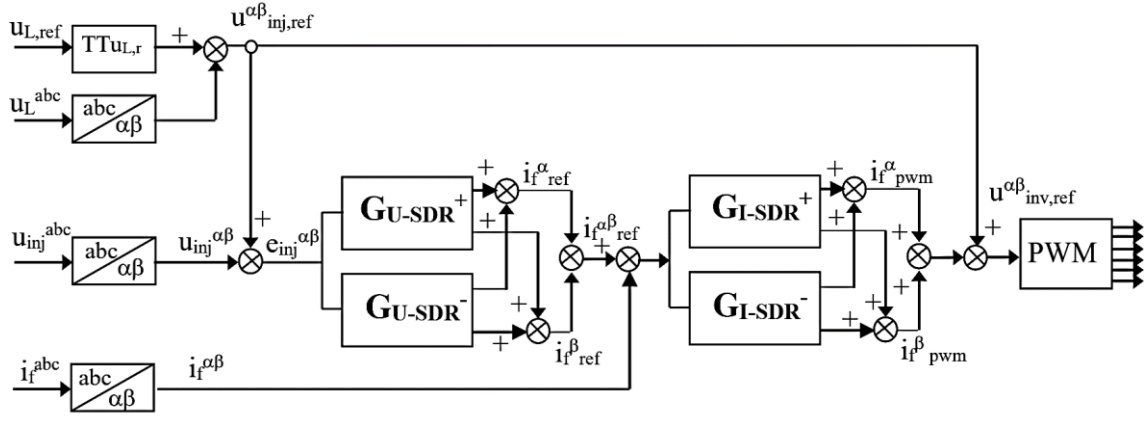 u_L,ref
TTu_L,r
+
u^αβ_inj,ref
u_L^abc
abc
αβ
+
u_inj^abc
abc
αβ
u_inj^αβ
e_inj^αβ
G_U-SDR^+
G_U-SDR^-
+
+
+
+
i_f^α_ref
i_f^β_ref
i_f^αβ_ref
+
G_I-SDR^+
G_I-SDR^-
+
+
+
+
i_f^α_pwm
i_f^β_pwm
+
+
+
u^αβ_inv,ref
PWM
i_f^abc
abc
αβ
i_f^αβ